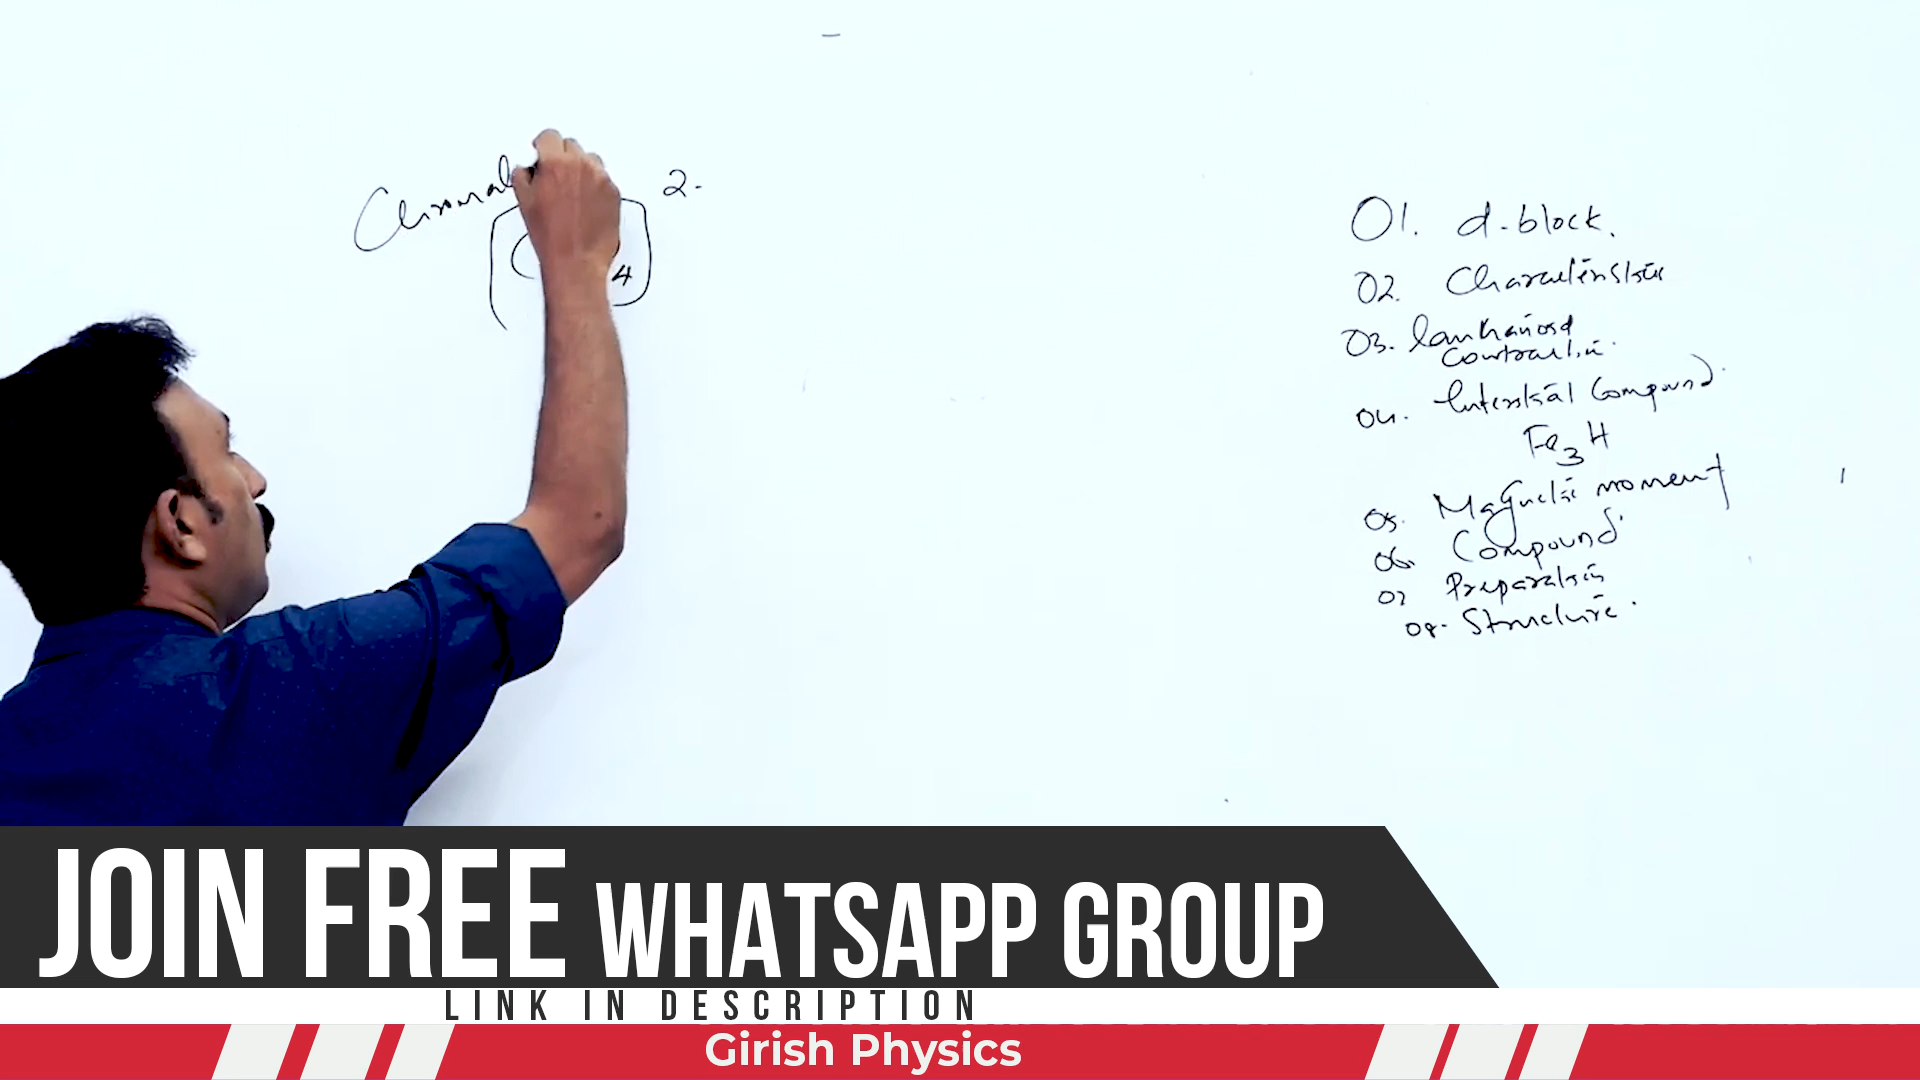 Chromat
( 4 2-
01. d-block.
02. Characteristics
03. Lanthanoid
Contraction.
04. Interstitial Compound.
Fe3H
05. Magnetic moment
06. Compound.
07 Preparation
08. Structure.
JOIN FREE WHATSAPP GROUP
LINK IN DESCRIPTION
Girish Physics